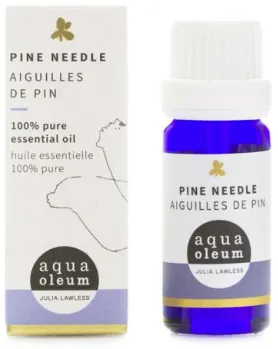 PINE NEEDLE
AIGUILLES
DE PIN
100% pure
essential oil
huile essentielle
100% pure
aqua
oleum
JULIA LAWLESS
PINE NEEDLE
AIGUILLES DE PIN
aqua
oleum
JULIA LAWLESS